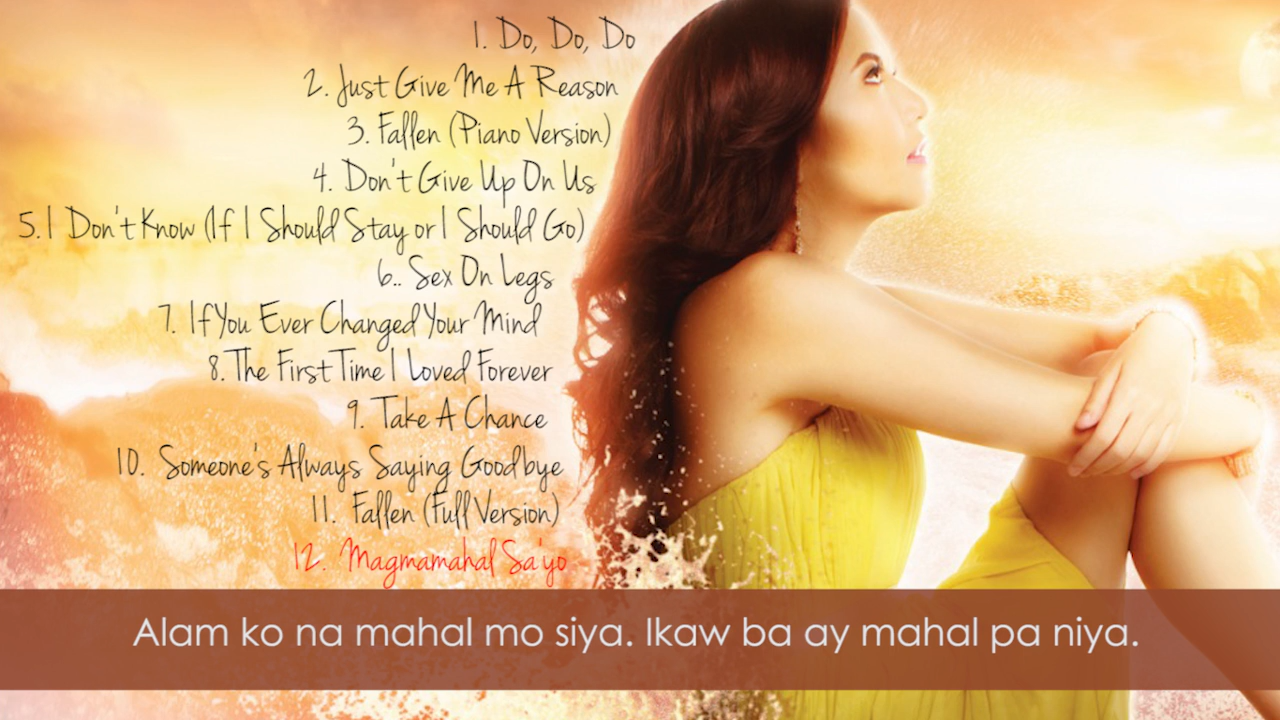 1. Do, Do, Do
2. Just Give Me A Reason
3. Fallen (Piano Version)
4. Don't Give Up On Us
5. I Don't Know (If I Should Stay or I Should Go)
6.. Sex On Legs
7. If You Ever Changed Your Mind
8. The First Time I Loved Forever
9. Take A Chance
10. Someone's Always Saying Goodbye
11. Fallen (Full Version)
12. Magmamahal Sa'yo
Alam ko na mahal mo siya. Ikaw ba ay mahal pa niya.